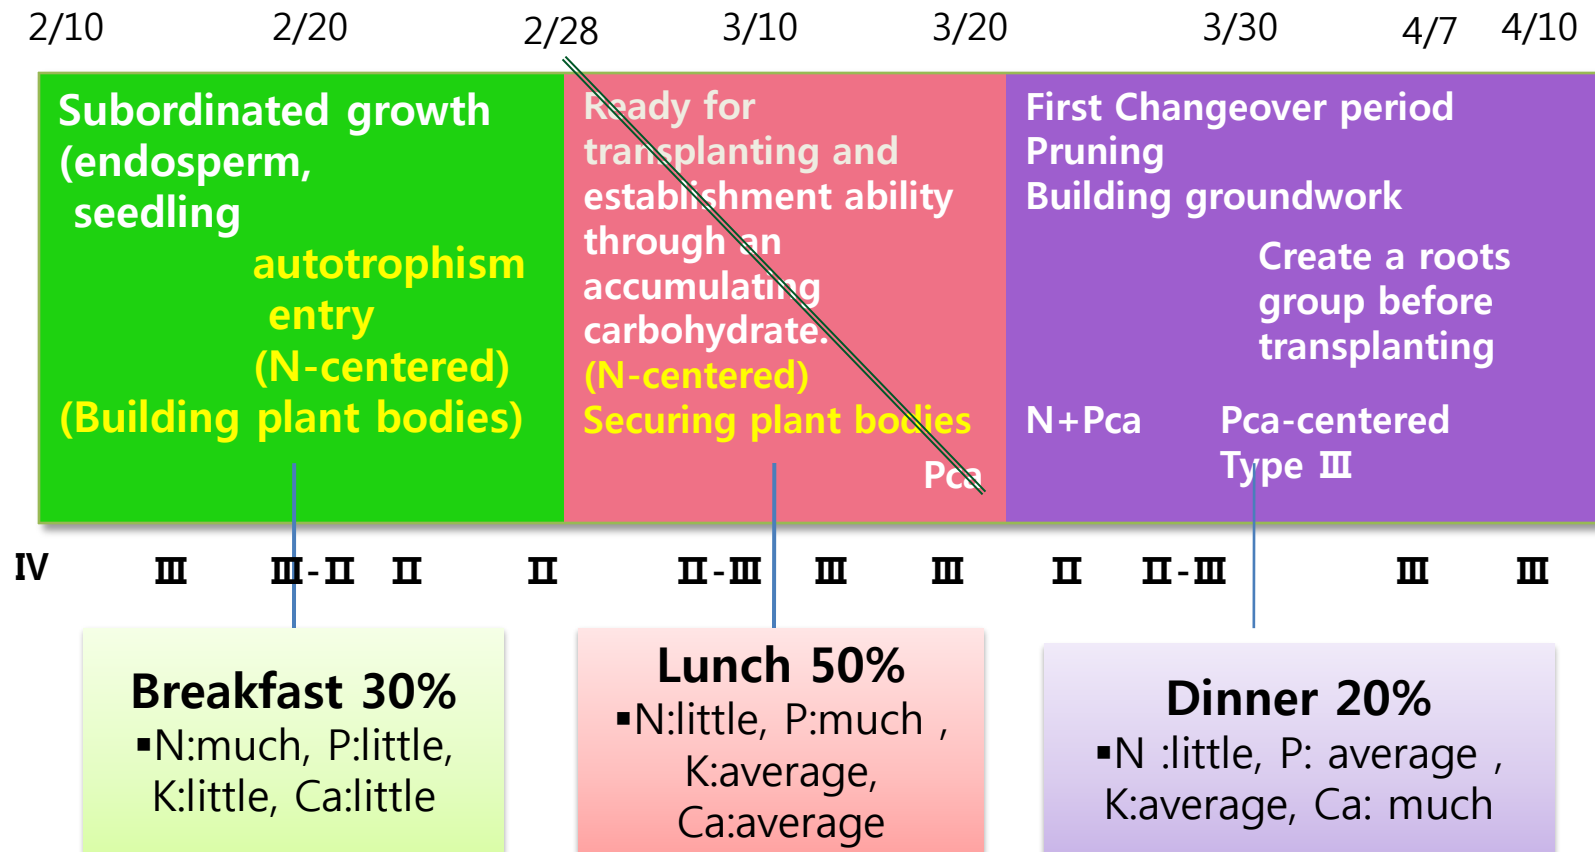 2/10 2/20 2/28 3/10 3/20 3/30 4/7 4/10
Subordinated growth
(endosperm,
seedling
autotrophism
entry
(N-centered)
(Building plant bodies)
Ready for
transplanting and
establishment ability
through an
accumulating
carbohydrate.
(N-centered)
Securing plant bodies
Pca
First Changeover period
Pruning
Building groundwork
Create a roots
group before
transplanting
N+Pca Pca-centered
Type Ⅲ
IV Ⅲ Ⅲ-Ⅱ Ⅱ Ⅱ Ⅱ-Ⅲ Ⅲ Ⅲ Ⅱ Ⅱ-Ⅲ Ⅲ Ⅲ
Breakfast 30%
▪N:much, P:little,
K:little, Ca:little
Lunch 50%
▪N:little, P:much ,
K:average,
Ca:average
Dinner 20%
▪N :little, P: average ,
K:average, Ca: much